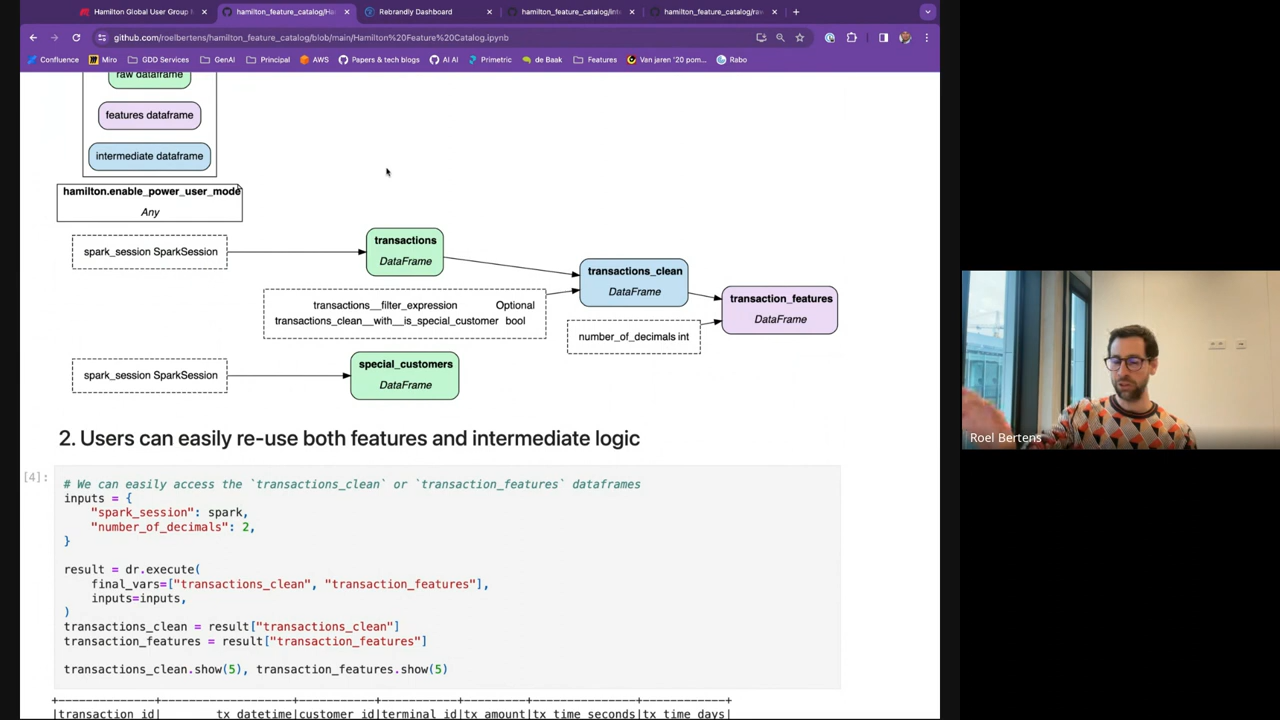 Hamilton Global User Group
hamilton_feature_catalog/Ha
Rebrandly Dashboard
hamilton_feature_catalog/int
hamilton_feature_catalog/raw
github.com/roelbertens/hamilton_feature_catalog/blob/main/Hamilton%20Feature%20Catalog.ipynb
Confluence
Miro
GDD Services
GenAI
Principal
AWS
Papers & tech blogs
AI AI
Primetric
de Baak
Features
Van jaren '20 pom...
Rabo
raw dataframe
features dataframe
intermediate dataframe
hamilton.enable_power_user_mode
Any
spark_session SparkSession
transactions
DataFrame
transactions__filter_expression Optional
transactions_clean__with__is_special_customer bool
transactions_clean
DataFrame
number_of_decimals int
transaction_features
DataFrame
spark_session SparkSession
special_customers
DataFrame
2. Users can easily re-use both features and intermediate logic
[4]:
# We can easily access the `transactions_clean` or `transaction_features` dataframes
inputs = {
"spark_session": spark,
"number_of_decimals": 2,
}
result = dr.execute(
final_vars=["transactions_clean", "transaction_features"],
inputs=inputs,
)
transactions_clean = result["transactions_clean"]
transaction_features = result["transaction_features"]
transactions_clean.show(5), transaction_features.show(5)
+--------------+-------------------+-----------+-----------+---------+---------------+------------+
|transaction_id| tx_datetime|customer_id|terminal_id|tx_amount|tx_time_seconds|tx_time_days|
Roel Bertens